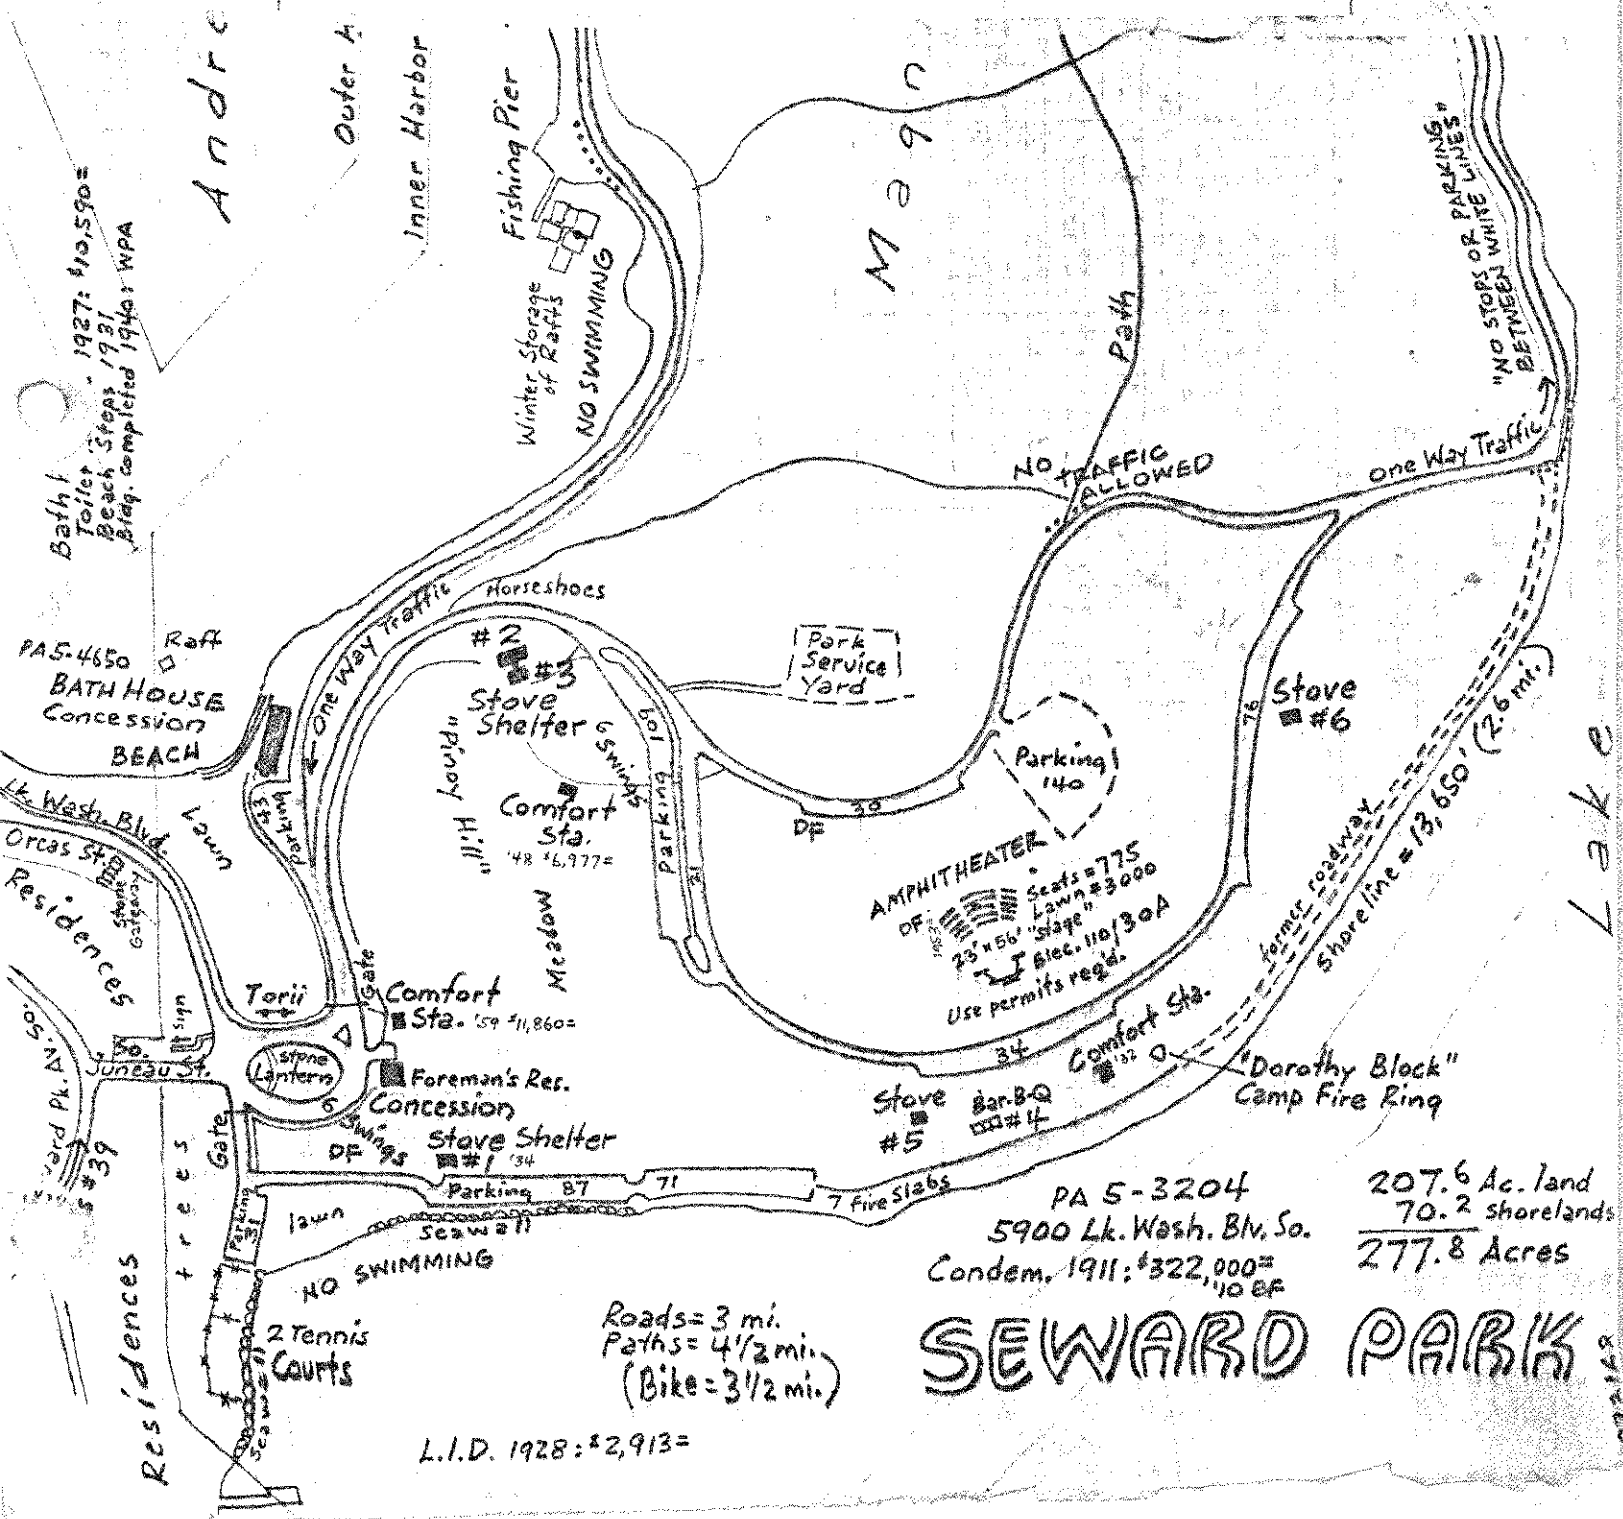 Andre
Outer H
Inner Harbor
Fishing Pier
Magn
"NO STOPS OR PARKING
BETWEEN WHITE LINES"
Toilet - 1927: $10,590=
Beach Steps 1931
Bldg. completed 1940: WPA
Winter Storage
of Rafts
NO SWIMMING
Path
NO
TRAFFIC
ALLOWED
One Way Traffic
Horseshoes
One Way Traffic
PA5-4650
Raft
BATH HOUSE
Concession
BEACH
#2
#3
Stove
Shelter
"pinoy Hill"
Swings
109
Parking
21
Park
Service
Yard
Parking
140
76
Stove
#6
Shoreline = 13,650' (2.6 mi.)
former roadway
Lake
Lk. Wash. Blvd.
Orcas St.
Stone
Gateway
Residences
Lawn
43
Parking
Comfort
Sta.
'48 $6,977=
Meadow
39
DF
AMPHITHEATER
DF
Seats = 775
Lawn = 3000
23' x 56' "stage"
Elec. 110/30A
Use permits req'd.
Torii
Gate
Comfort
Sta. '59 $11,860=
Sign
So.
Juneau St.
Stone
Lantern
Foreman's Res.
Concession
34
Comfort Sta.
'32
"Dorothy Block"
Camp Fire Ring
Gate
6
Swings
DF
Stove Shelter
#1 '34
Stove
#5
Bar-B-Q
#4
Parking 87
71
7 fire slabs
trees
Parking
31
lawn
Seawall
NO SWIMMING
Residences
2 Tennis
Courts
Seawall
Roads = 3 mi.
Paths = 4 1/2 mi.
(Bike = 3 1/2 mi.)
L.I.D. 1928: $2,913=
PA 5-3204
5900 Lk. Wash. Blv. So.
Condem. 1911: $322,000=
'10 BF
207.6 Ac. land
70.2 shorelands
277.8 Acres
SEWARD PARK